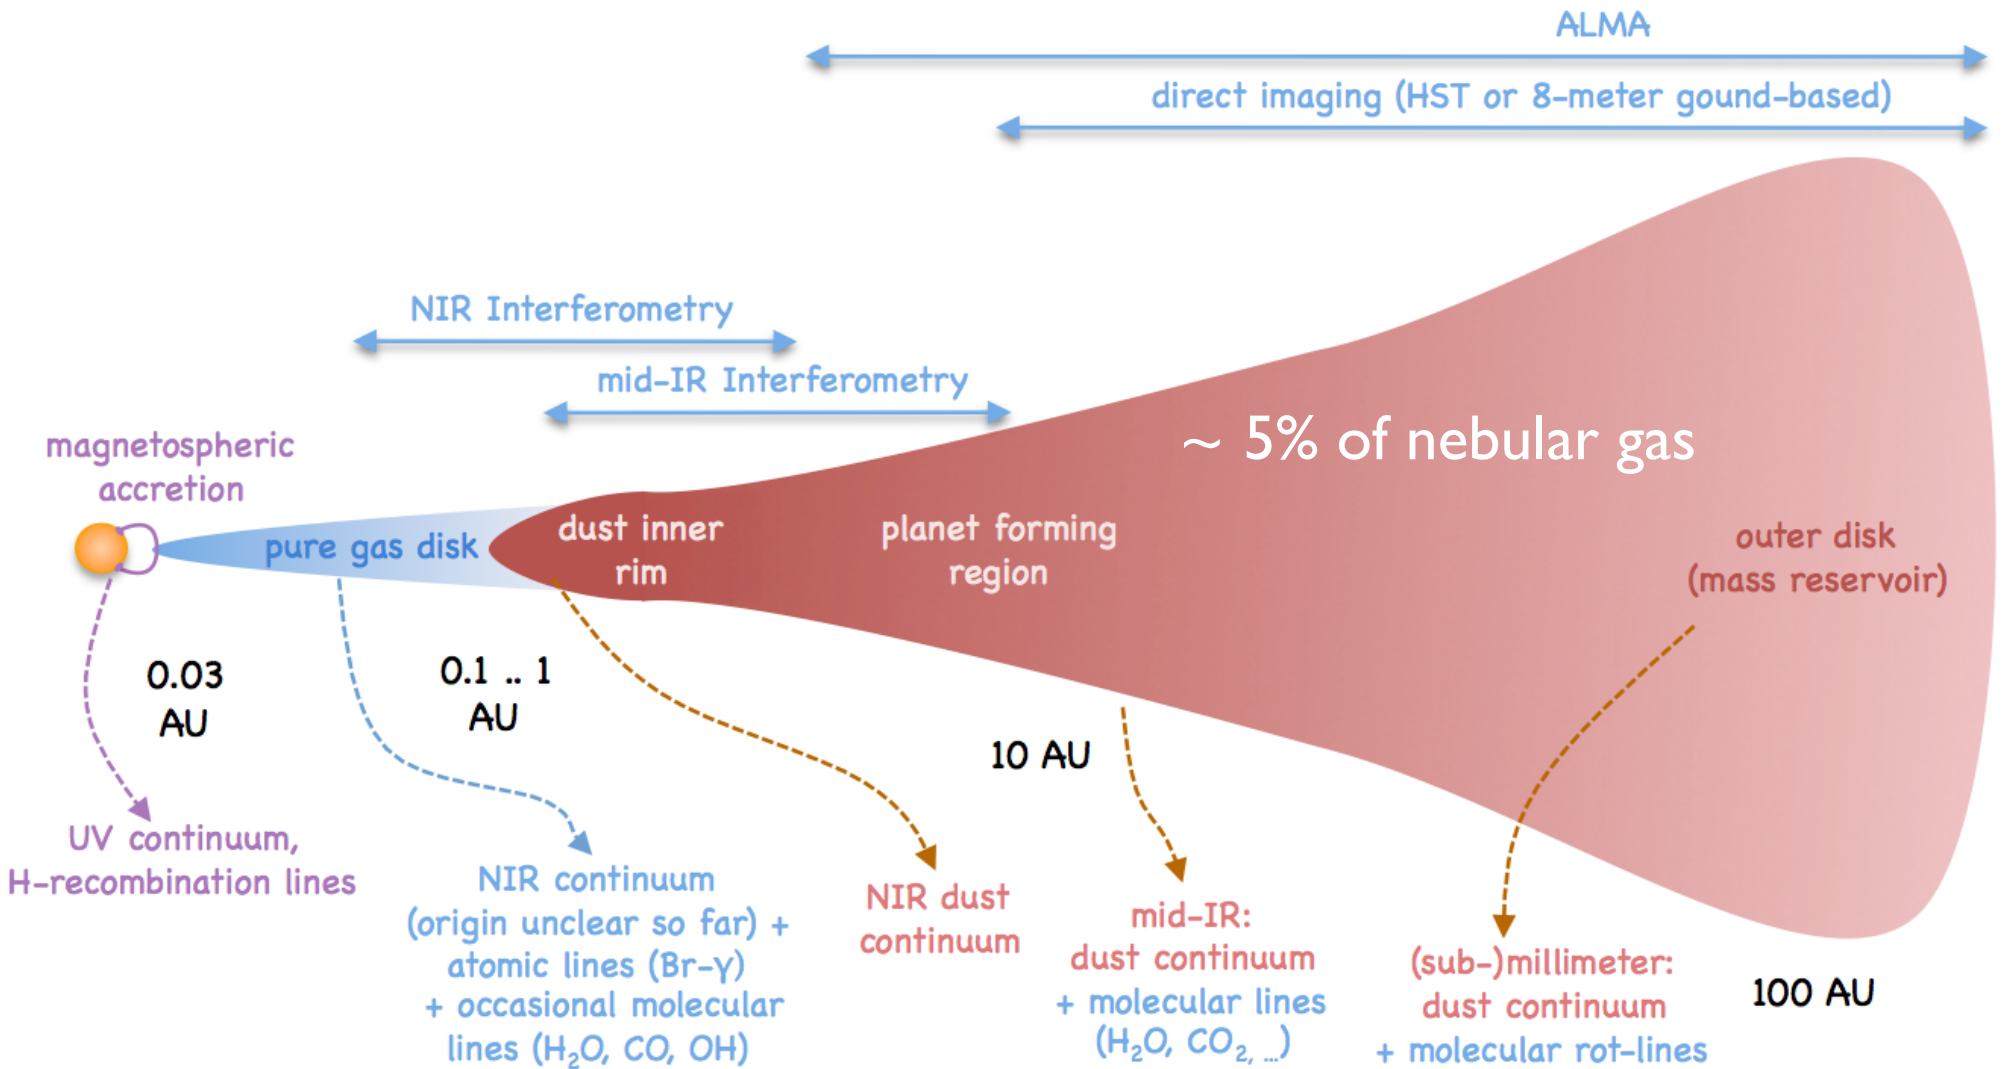 ALMA
direct imaging (HST or 8-meter gound-based)
NIR Interferometry
mid-IR Interferometry
magnetospheric
accretion
~ 5% of nebular gas
pure gas disk
dust inner
rim
planet forming
region
outer disk
(mass reservoir)
0.03
AU
0.1 .. 1
AU
10 AU
100 AU
UV continuum,
H-recombination lines
NIR continuum
(origin unclear so far) +
atomic lines (Br-γ)
+ occasional molecular
lines (H₂O, CO, OH)
NIR dust
continuum
mid-IR:
dust continuum
+ molecular lines
(H₂O, CO₂, ...)
(sub-)millimeter:
dust continuum
+ molecular rot-lines